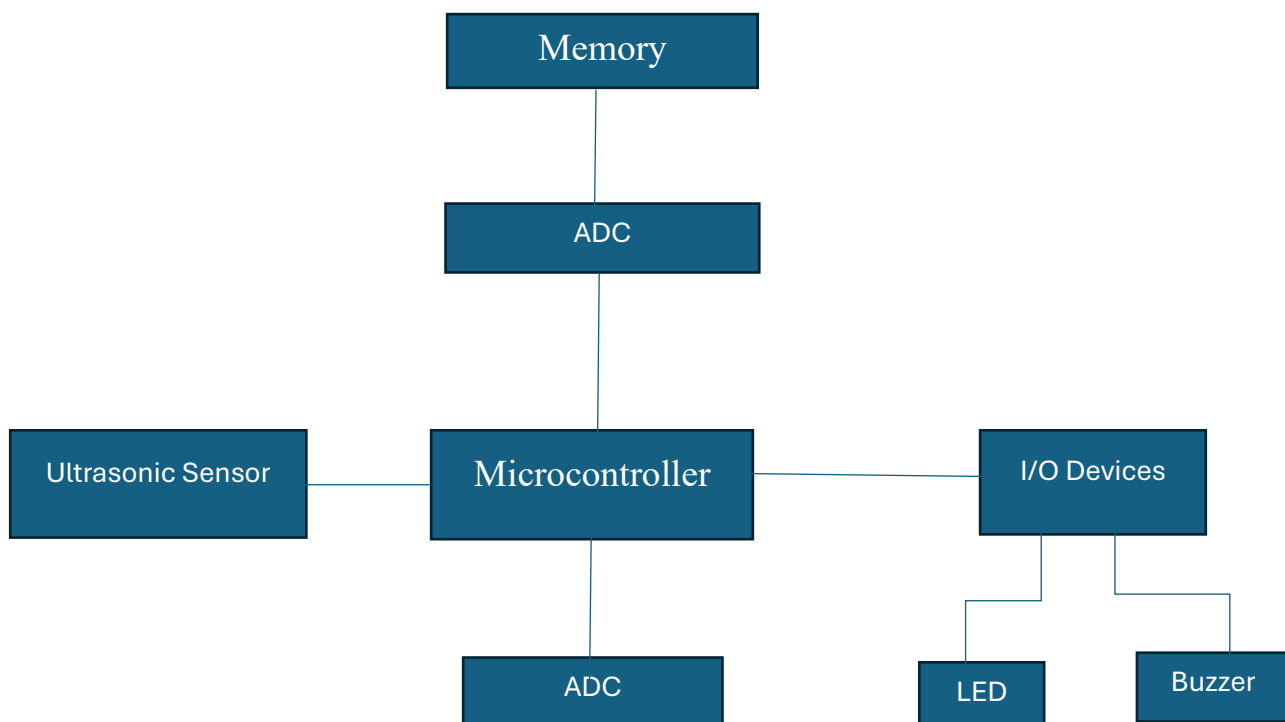 Memory
ADC
Ultrasonic Sensor
Microcontroller
I/O Devices
ADC
LED
Buzzer